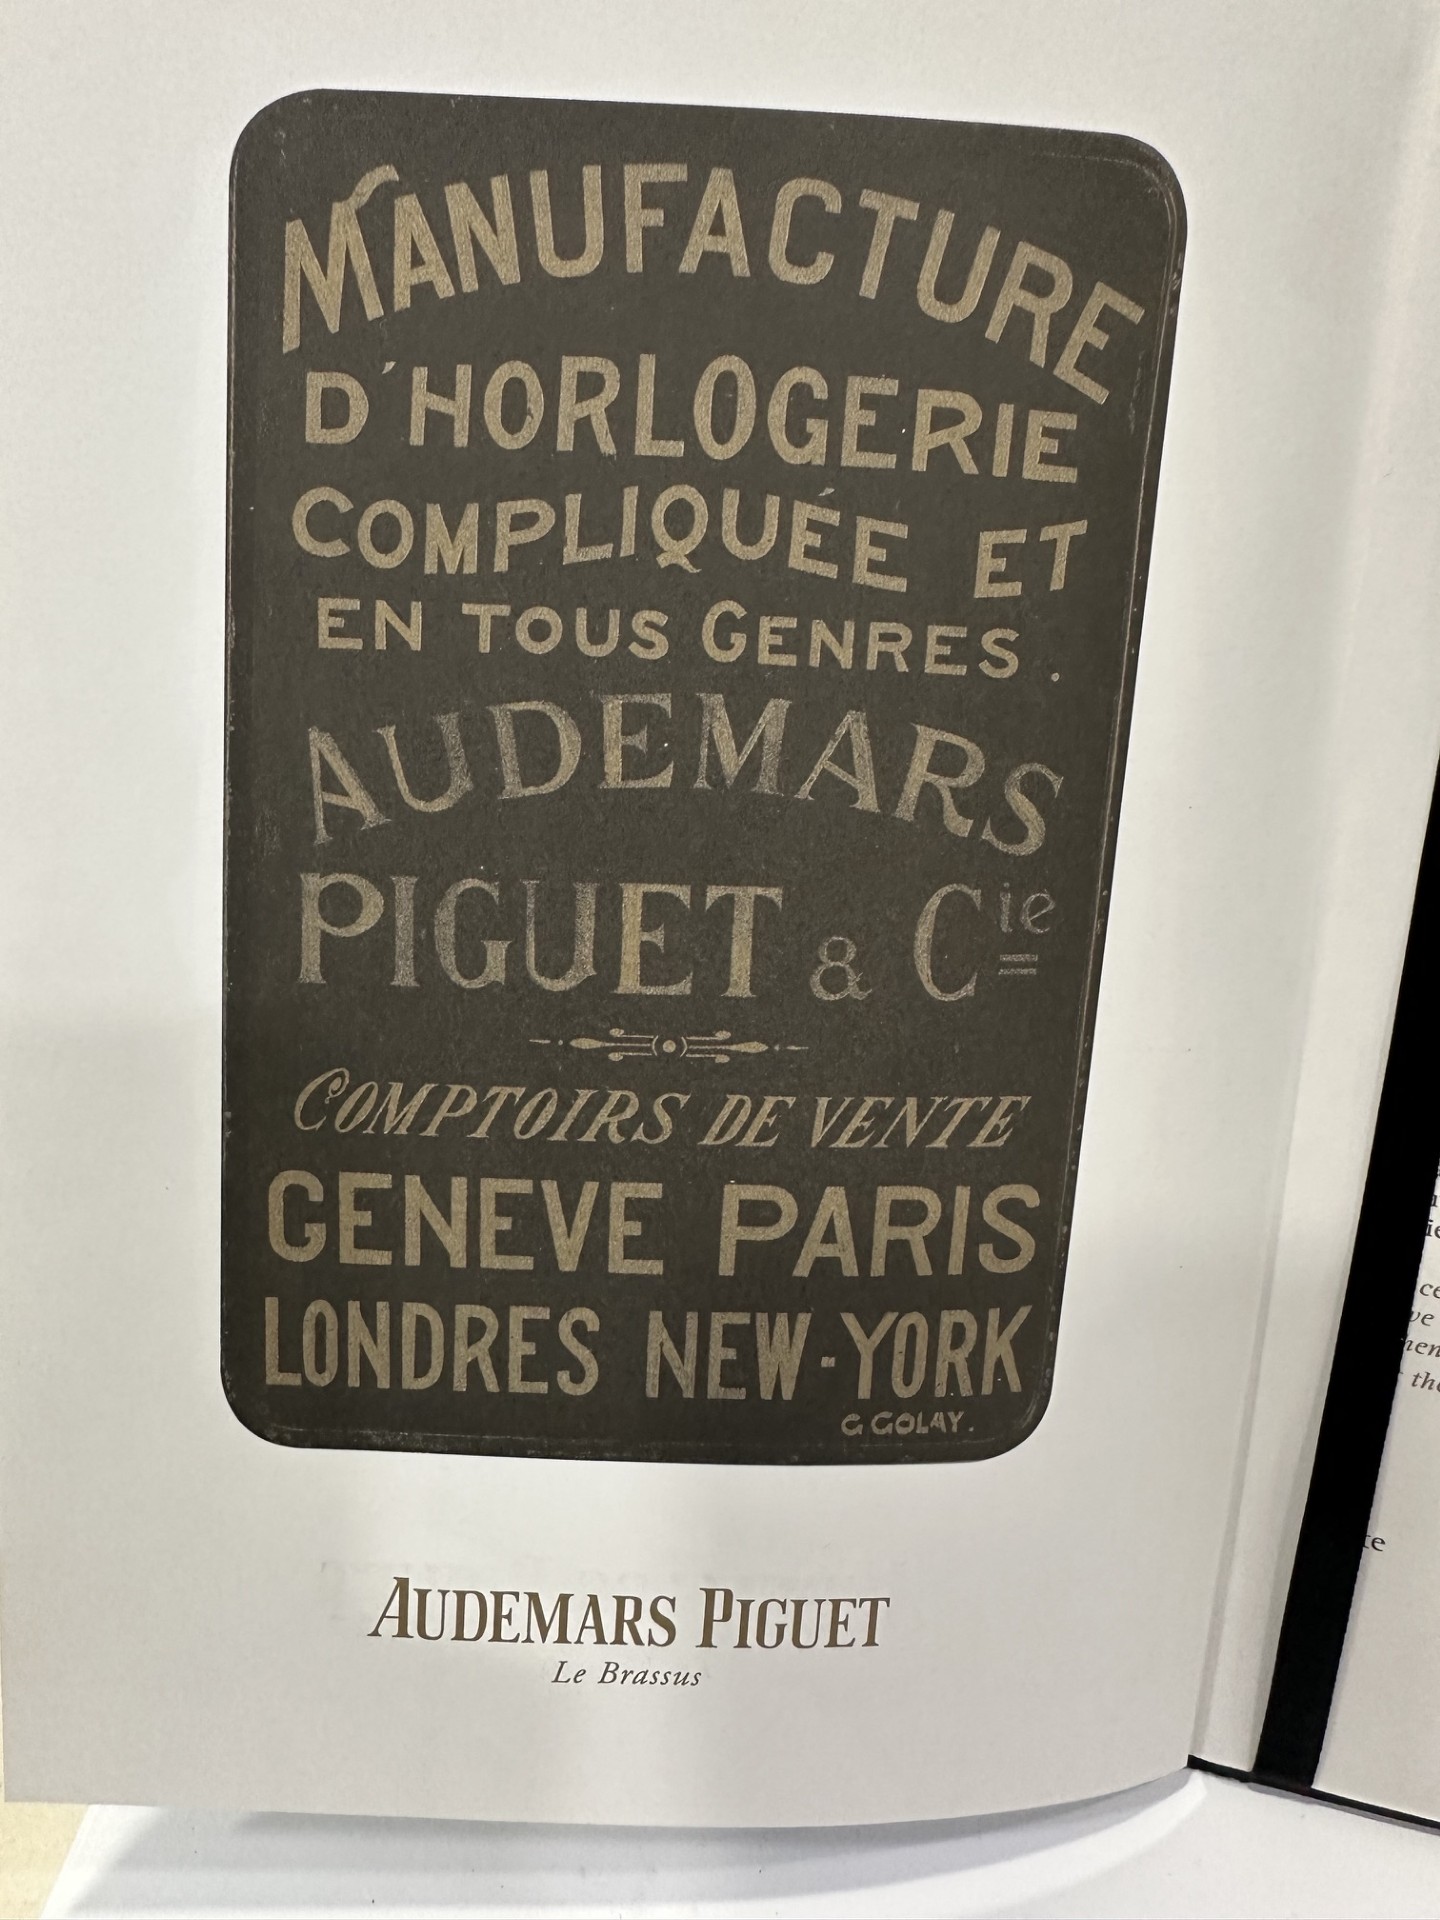 MANUFACTURE
D'HORLOGERIE
COMPLIQUÉE ET
EN TOUS GENRES.
AUDEMARS
PIGUET & Cie
COMPTOIRS DE VENTE
GENEVE PARIS
LONDRES NEW-YORK
G GOLAY.
AUDEMARS PIGUET
Le Brassus